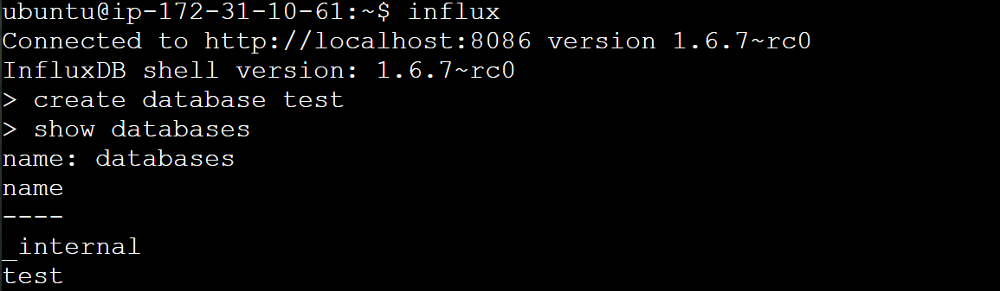 ubuntu@ip-172-31-10-61:~$ influx
Connected to http://localhost:8086 version 1.6.7~rc0
InfluxDB shell version: 1.6.7~rc0
> create database test
> show databases
name: databases
name
----
_internal
test